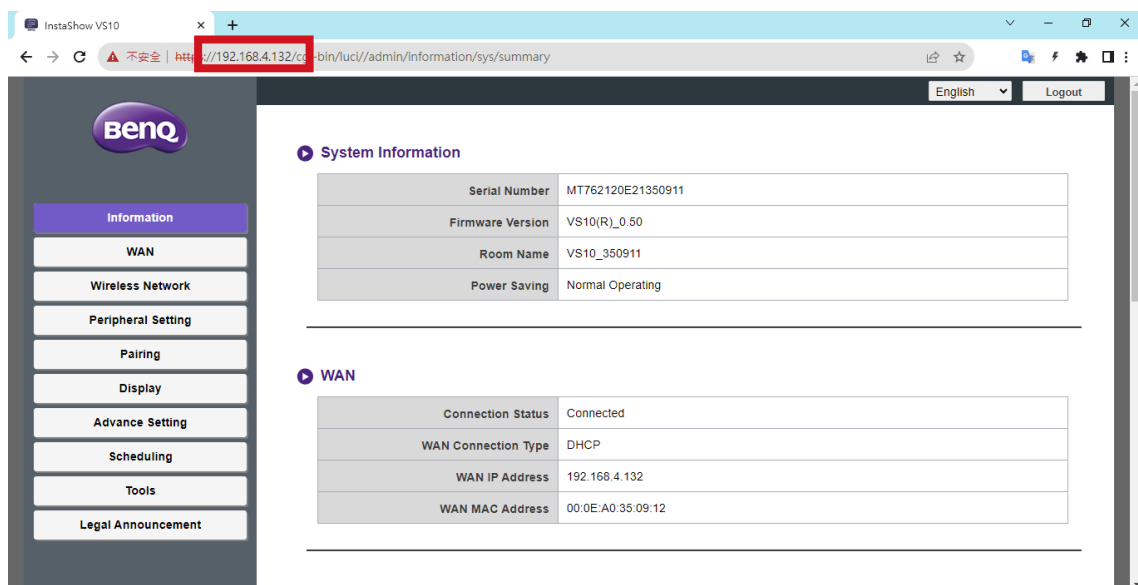 InstaShow VS10
不安全 | https://192.168.4.132/cgi-bin/luci//admin/information/sys/summary
English Logout
BenQ
Information
WAN
Wireless Network
Peripheral Setting
Pairing
Display
Advance Setting
Scheduling
Tools
Legal Announcement
System Information
Serial Number MT762120E21350911
Firmware Version VS10(R)_0.50
Room Name VS10_350911
Power Saving Normal Operating
WAN
Connection Status Connected
WAN Connection Type DHCP
WAN IP Address 192.168.4.132
WAN MAC Address 00:0E:A0:35:09:12